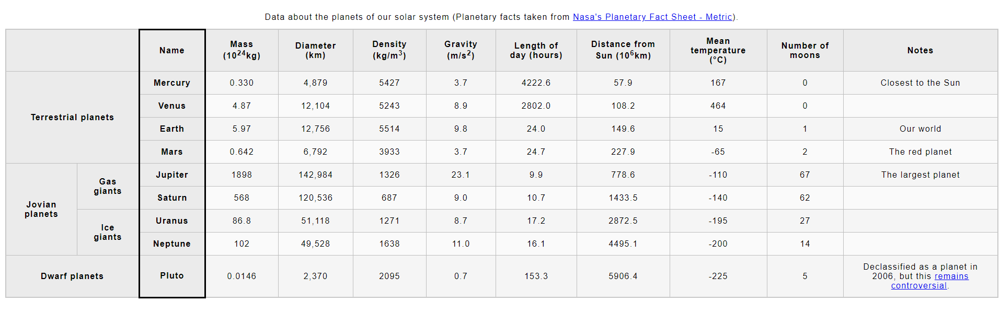 Data about the planets of our solar system (Planetary facts taken from Nasa's Planetary Fact Sheet - Metric).
Name Mass (10²⁴kg) Diameter (km) Density (kg/m³) Gravity (m/s²) Length of day (hours) Distance from Sun (10⁶km) Mean temperature (°C) Number of moons Notes
Terrestrial planets Mercury 0.330 4,879 5427 3.7 4222.6 57.9 167 0 Closest to the Sun
Venus 4.87 12,104 5243 8.9 2802.0 108.2 464 0
Earth 5.97 12,756 5514 9.8 24.0 149.6 15 1 Our world
Mars 0.642 6,792 3933 3.7 24.7 227.9 -65 2 The red planet
Jovian planets Gas giants Jupiter 1898 142,984 1326 23.1 9.9 778.6 -110 67 The largest planet
Saturn 568 120,536 687 9.0 10.7 1433.5 -140 62
Ice giants Uranus 86.8 51,118 1271 8.7 17.2 2872.5 -195 27
Neptune 102 49,528 1638 11.0 16.1 4495.1 -200 14
Dwarf planets Pluto 0.0146 2,370 2095 0.7 153.3 5906.4 -225 5 Declassified as a planet in 2006, but this remains controversial.